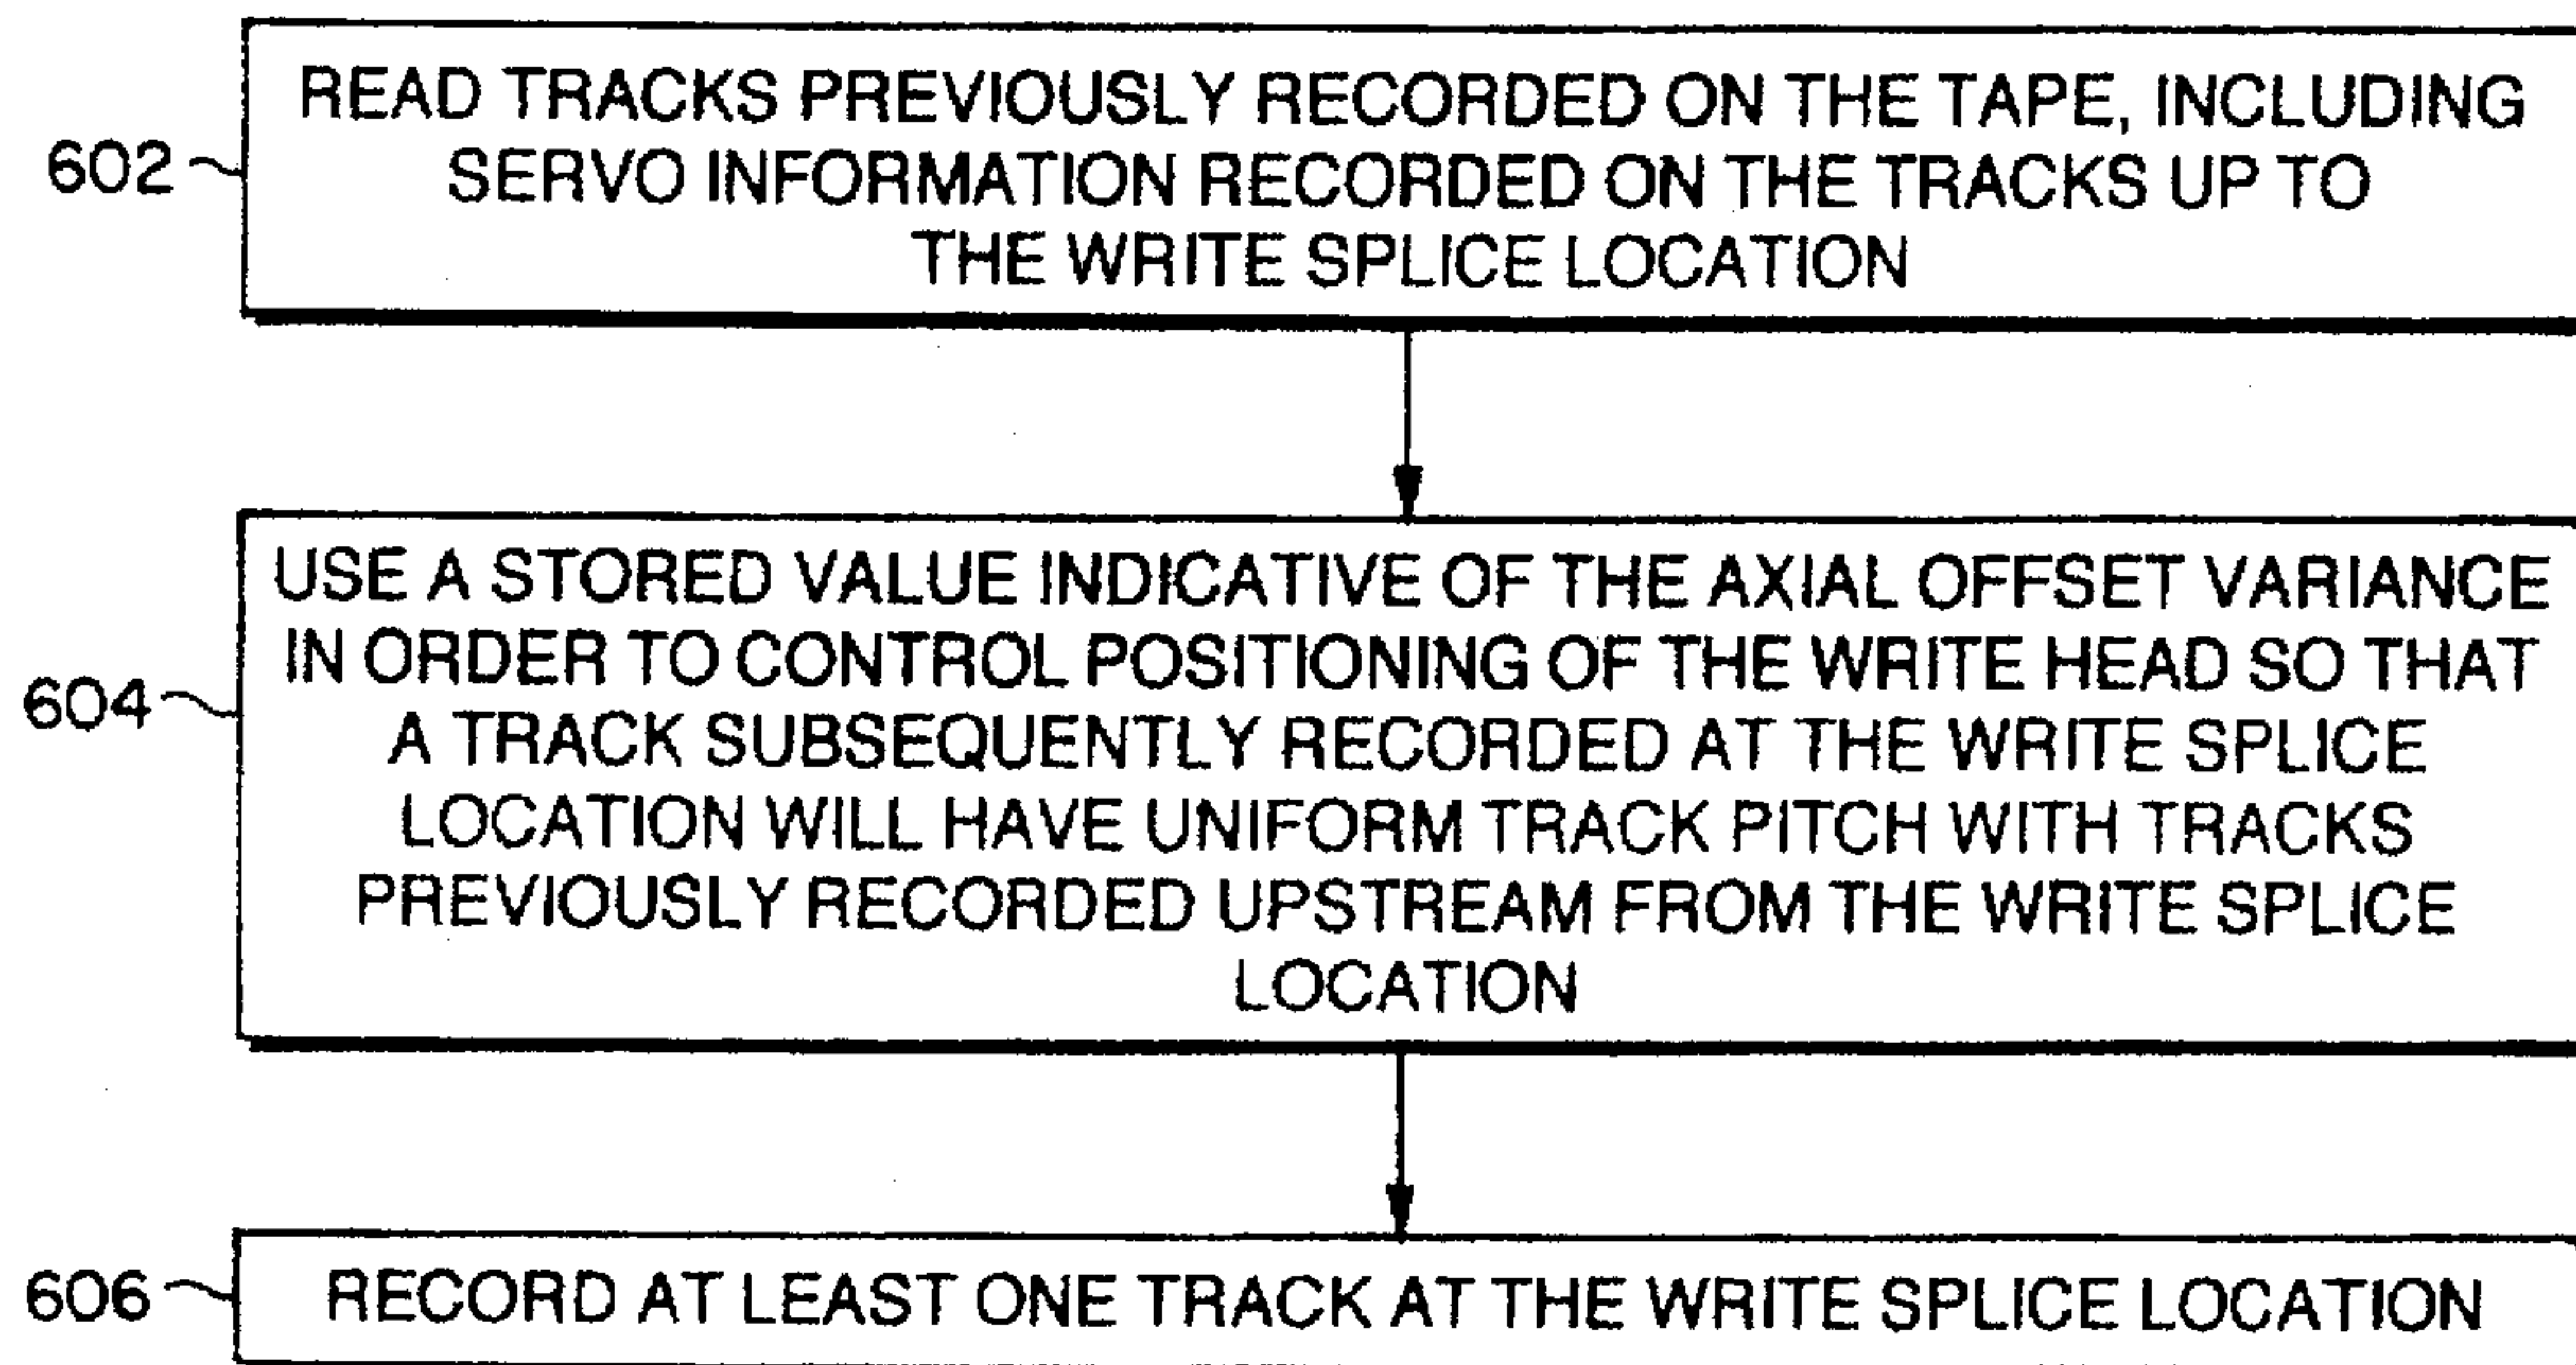 READ TRACKS PREVIOUSLY RECORDED ON THE TAPE, INCLUDING
602
SERVO INFORMATION RECORDED ON THE TRACKS UP TO
THE WRITE SPLICE LOCATION
USE A STORED VALUE INDICATIVE OF THE AXIAL OFFSET VARIANCE
IN ORDER TO CONTROL POSITIONING OF THE WRITE HEAD SO THAT
604
A TRACK SUBSEQUENTLY RECORDED AT THE WRITE SPLICE
LOCATION WILL HAVE UNIFORM TRACK PITCH WITH TRACKS
PREVIOUSLY RECORDED UPSTREAM FROM THE WRITE SPLICE
LOCATION
606
RECORD AT LEAST ONE TRACK AT THE WRITE SPLICE LOCATION